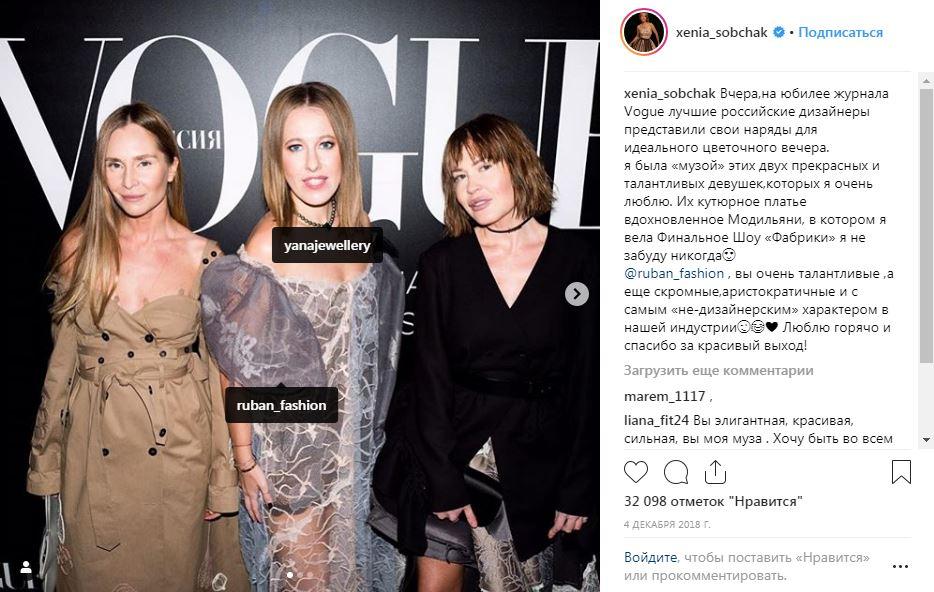 VOGUE
РОССИЯ
yanajewellery
ruban_fashion
xenia_sobchak • Подписаться
xenia_sobchak Вчера,на юбилее журнала
Vogue лучшие российские дизайнеры
представили свои наряды для
идеального цветочного вечера.
я была «музой» этих двух прекрасных и
талантливых девушек,которых я очень
люблю. Их кутюрное платье
вдохновленное Модильяни, в котором я
вела Финальное Шоу «Фабрики» я не
забуду никогда😍
@ruban_fashion , вы очень талантливые ,а
еще скромные,аристократичные и с
самым «не-дизайнерским» характером в
нашей индустрии😉😂❤ Люблю горячо и
спасибо за красивый выход!
Загрузить еще комментарии
marem_1117 ,
liana_fit24 Вы элигантная, красивая,
сильная, вы моя муза . Хочу быть во всем
32 098 отметок "Нравится"
4 ДЕКАБРЯ 2018 Г.
Войдите, чтобы поставить «Нравится»
или прокомментировать.